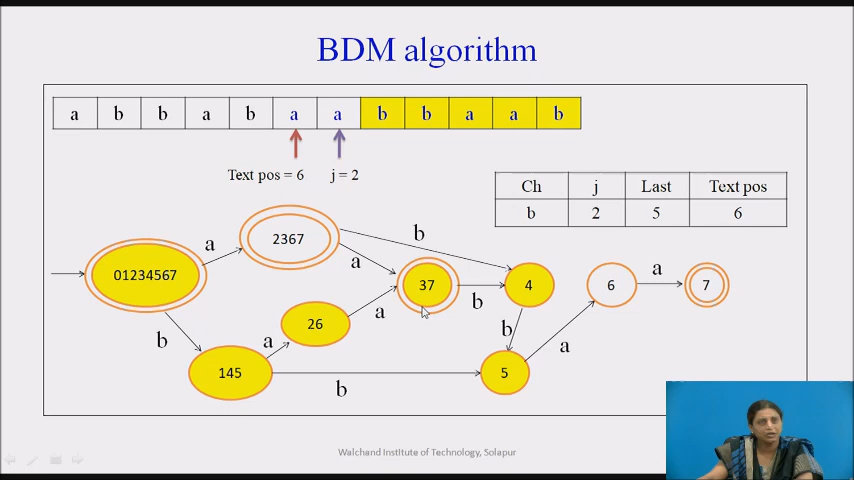 BDM algorithm
a b b a b a a b b a a b
Text pos = 6 j = 2
Ch j Last Text pos
b 2 5 6
01234567
a
2367
b
a
37
4
6
a
7
b
b
26
a
a
b
a
145
5
b
Walchand Institute of Technology, Solapur